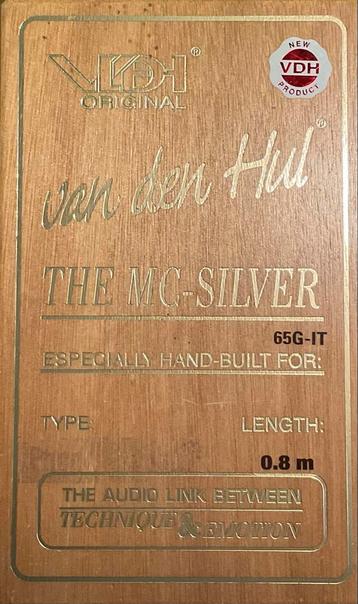 VDH®
ORIGINAL
NEW
VDH
PRODUCT
van den Hul®
THE MC-SILVER
65G-IT
ESPECIALLY HAND-BUILT FOR:
TYPE:
LENGTH:
0.8 m
THE AUDIO LINK BETWEEN
TECHNIQUE & EMOTION